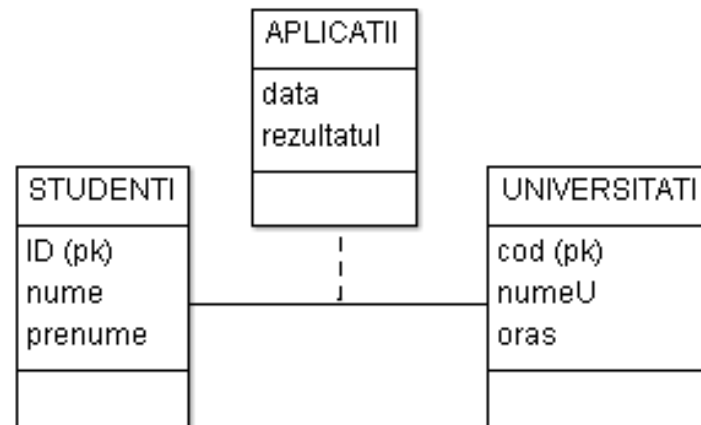 APLICATII
data
rezultatul
STUDENTI
ID (pk)
nume
prenume
UNIVERSITATI
cod (pk)
numeU
oras